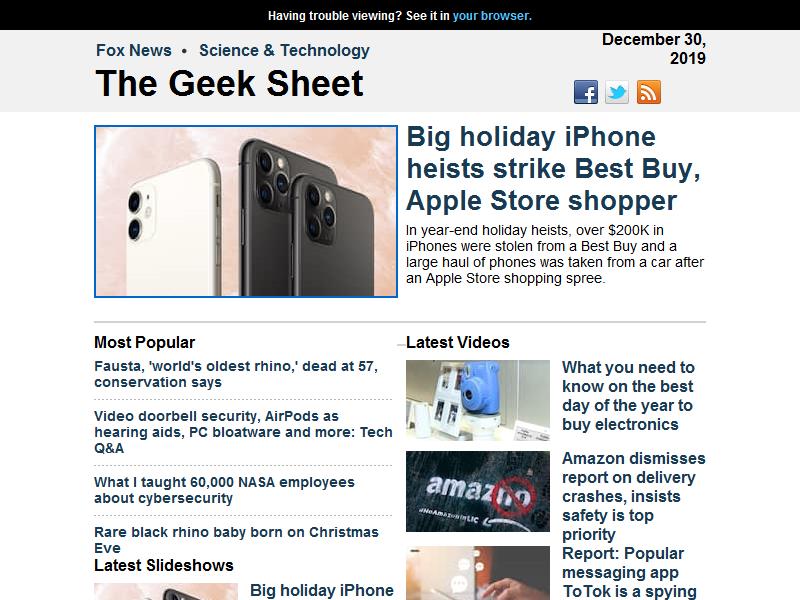 Having trouble viewing? See it in your browser.
Fox News • Science & Technology
The Geek Sheet
December 30,
2019
Big holiday iPhone
heists strike Best Buy,
Apple Store shopper
In year-end holiday heists, over $200K in
iPhones were stolen from a Best Buy and a
large haul of phones was taken from a car after
an Apple Store shopping spree.
Most Popular
Fausta, 'world's oldest rhino,' dead at 57,
conservation says
Video doorbell security, AirPods as
hearing aids, PC bloatware and more: Tech
Q&A
What I taught 60,000 NASA employees
about cybersecurity
Rare black rhino baby born on Christmas
Eve
Latest Slideshows
Big holiday iPhone
Latest Videos
What you need to
know on the best
day of the year to
buy electronics
amazno
#NoAmazonInLIC
Amazon dismisses
report on delivery
crashes, insists
safety is top
priority
Report: Popular
messaging app
ToTok is a spying